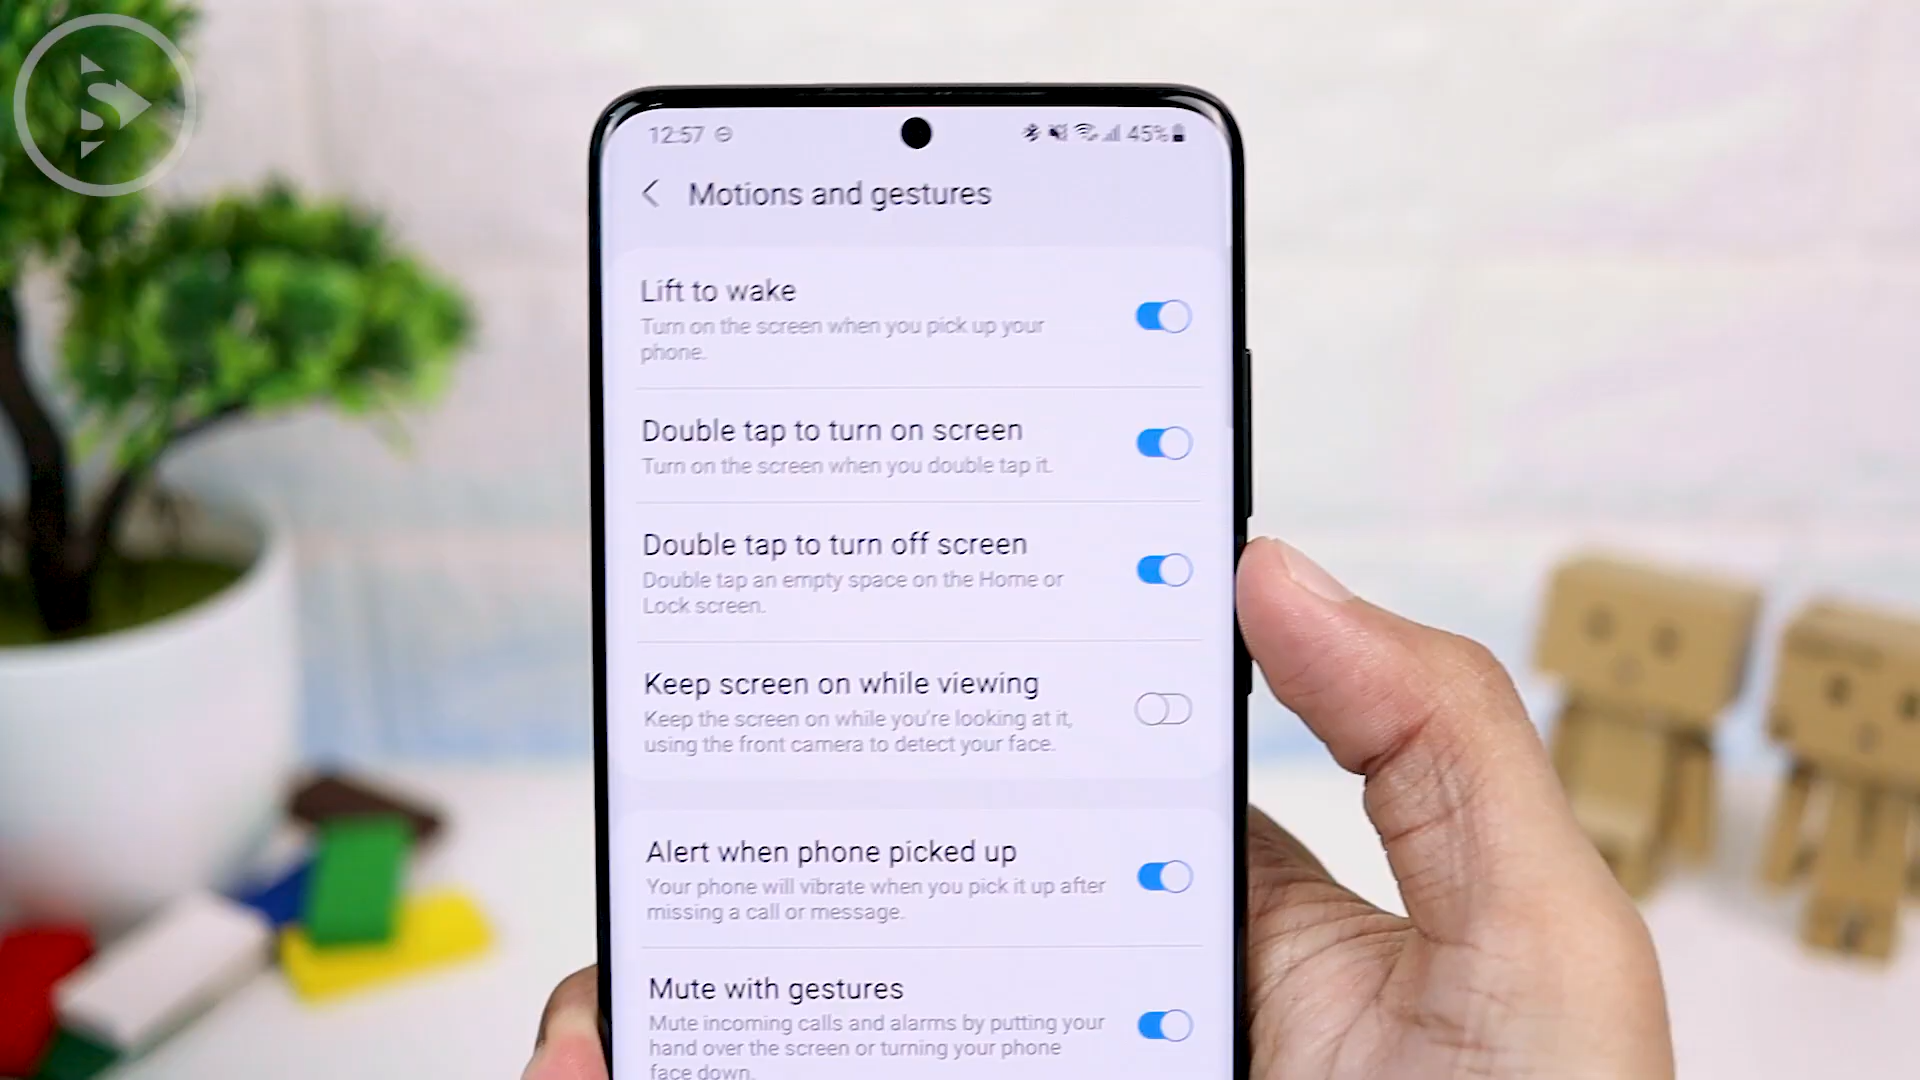 12:57
45%
Motions and gestures
Lift to wake
Turn on the screen when you pick up your
phone.
Double tap to turn on screen
Turn on the screen when you double tap it.
Double tap to turn off screen
Double tap an empty space on the Home or
Lock screen.
Keep screen on while viewing
Keep the screen on while you're looking at it,
using the front camera to detect your face.
Alert when phone picked up
Your phone will vibrate when you pick it up after
missing a call or message.
Mute with gestures
Mute incoming calls and alarms by putting your
hand over the screen or turning your phone
face down.